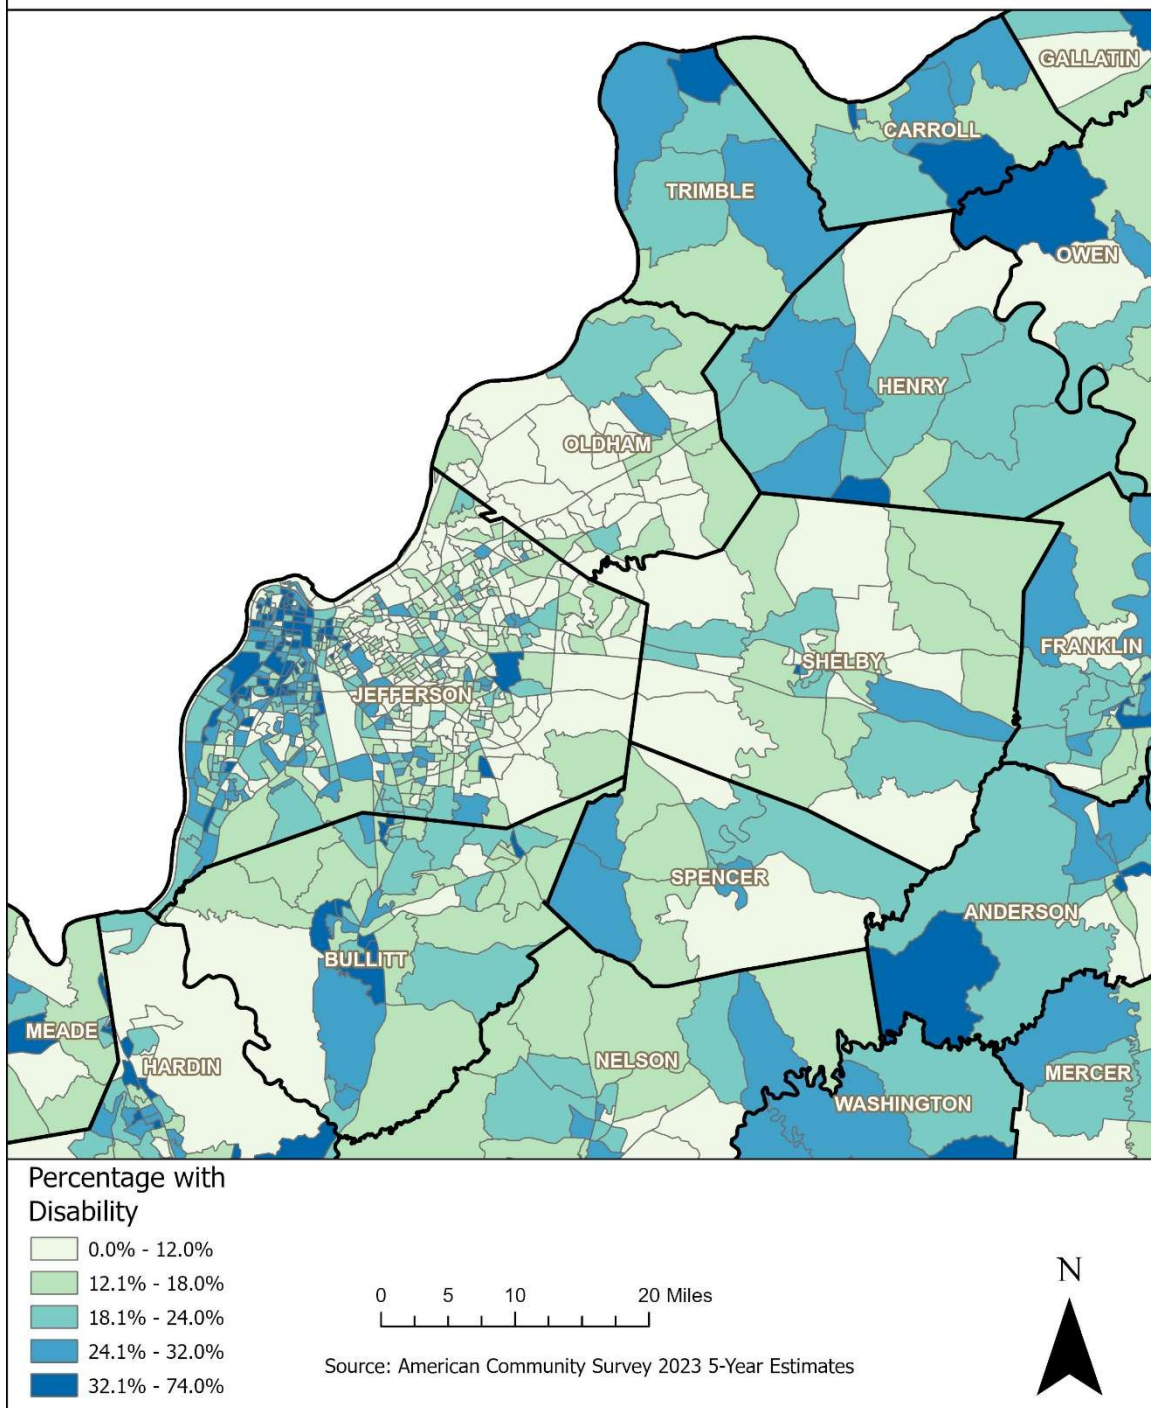 GALLATIN
CARROLL
TRIMBLE
OWEN
HENRY
OLDHAM
FRANKLIN
SHELBY
JEFFERSON
SPENCER
ANDERSON
BULLITT
MEADE
NELSON
HARDIN
MERCER
WASHINGTON
Percentage with
Disability
0.0% - 12.0%
12.1% - 18.0%
18.1% - 24.0%
24.1% - 32.0%
32.1% - 74.0%
0 5 10 20 Miles
Source: American Community Survey 2023 5-Year Estimates
N